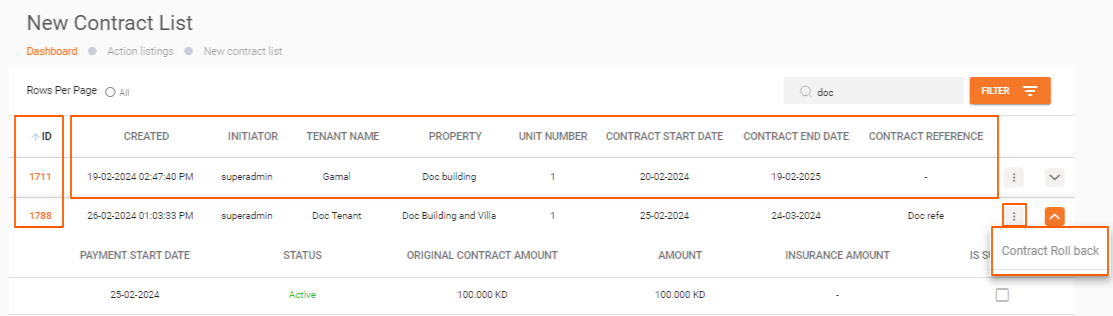 New Contract List
Dashboard Action listings New contract list
Rows Per Page All doc FILTER
ID CREATED INITIATOR TENANT NAME PROPERTY UNIT NUMBER CONTRACT START DATE CONTRACT END DATE CONTRACT REFERENCE
1711 19-02-2024 02:47:40 PM superadmin Gamal Doc building 1 20-02-2024 19-02-2025 -
1788 26-02-2024 01:03:33 PM superadmin Doc Tenant Doc Building and Villa 1 25-02-2024 24-03-2024 Doc refe
Contract Roll back
PAYMENT START DATE STATUS ORIGINAL CONTRACT AMOUNT AMOUNT INSURANCE AMOUNT IS
25-02-2024 Active 100.000 KD 100.000 KD -